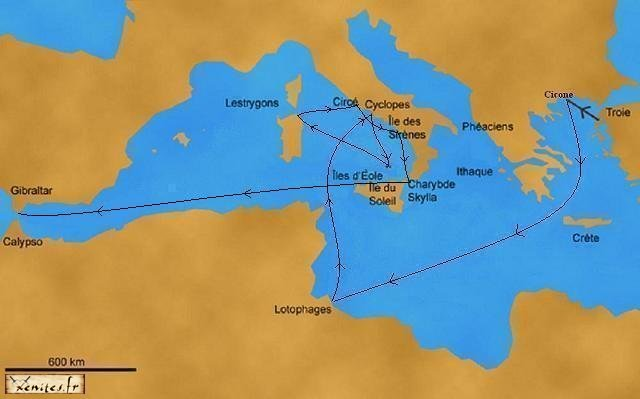 Cicone
Troie
Lestrygons
Circé
Cyclopes
Île des
Sirènes
Phéaciens
Îles d'Éole
Ithaque
Île du
Soleil
Charybde
Skylla
Gibraltar
Calypso
Crète
Lotophages
600 km
Xenites.fr